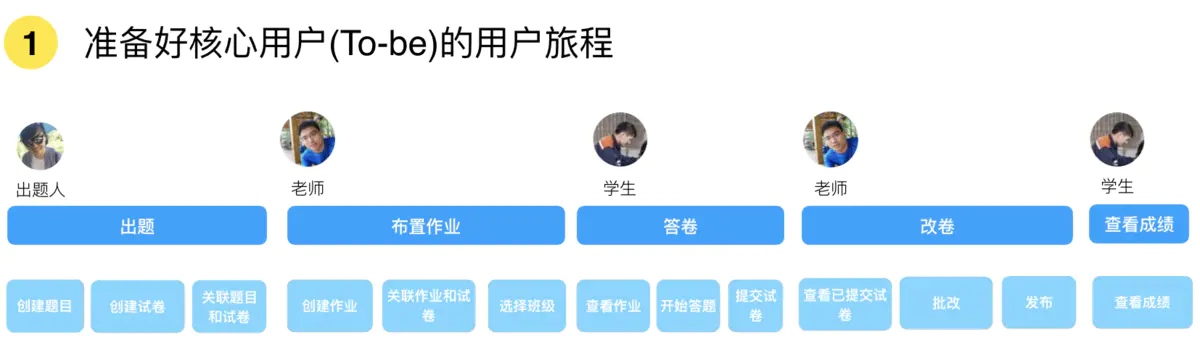 1 准备好核心用户(To-be)的用户旅程
出题人 老师 学生 老师 学生
出题 布置作业 答卷 改卷 查看成绩
创建题目
创建试卷
关联题目
和试卷
创建作业
关联作业和试
卷
选择班级
查看作业
开始答题
提交试
卷
查看已提交试
卷
批改
发布
查看成绩